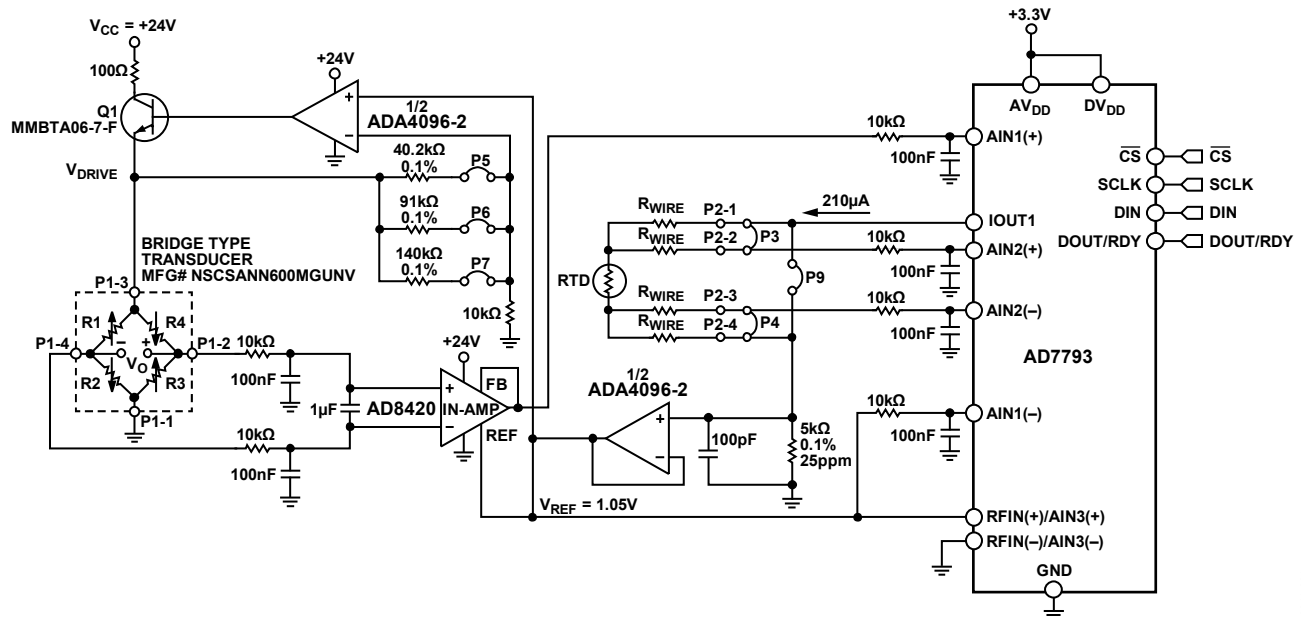 VCC = +24V
100Ω
Q1
MMBTA06-7-F
VDRIVE
+24V
+
1/2
–
ADA4096-2
40.2kΩ
0.1%
P5
91kΩ
0.1%
P6
140kΩ
0.1%
P7
10kΩ
BRIDGE TYPE
TRANSDUCER
MFG# NSCSANN600MGUNV
P1-3
R1
R4
P1-4
–
+
P1-2
VO
R2
R3
P1-1
10kΩ
100nF
1µF
10kΩ
100nF
+24V
FB
+
AD8420
IN-AMP
–
REF
1/2
ADA4096-2
+
–
100pF
5kΩ
0.1%
25ppm
VREF = 1.05V
RWIRE
P2-1
P3
RWIRE
P2-2
RTD
RWIRE
P2-3
P4
RWIRE
P2-4
210µA
P9
10kΩ
100nF
10kΩ
100nF
10kΩ
100nF
10kΩ
100nF
+3.3V
AVDD
DVDD
AIN1(+)
IOUT1
AIN2(+)
AIN2(–)
AD7793
AIN1(–)
RFIN(+)/AIN3(+)
RFIN(–)/AIN3(–)
GND
CS
CS
SCLK
SCLK
DIN
DIN
DOUT/RDY
DOUT/RDY